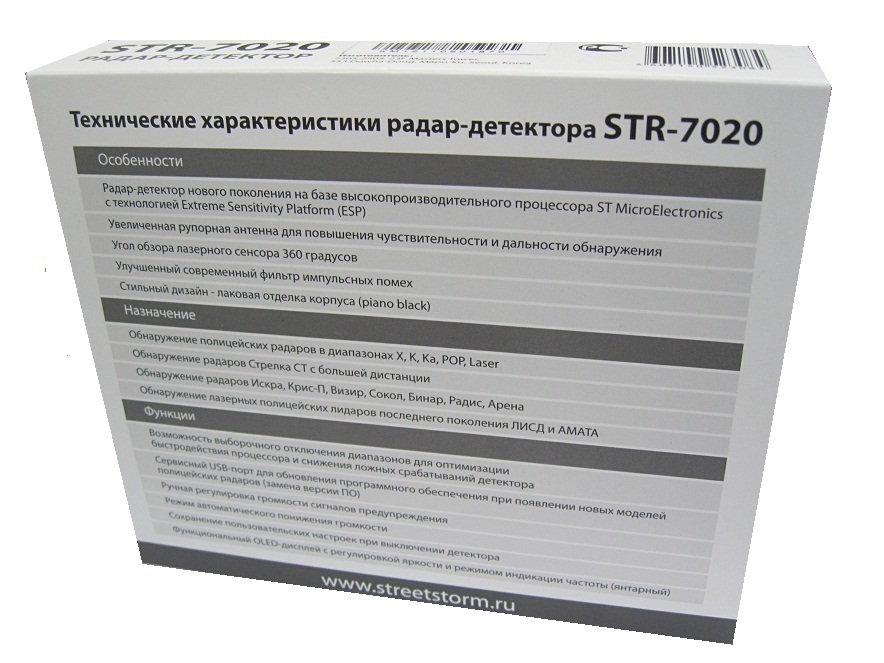 STR-7020
РАДАР-ДЕТЕКТОР
Технические характеристики радар-детектора STR-7020
Особенности
Радар-детектор нового поколения на базе высокопроизводительного процессора ST MicroElectronics
с технологией Extreme Sensitivity Platform (ESP)
Увеличенная рупорная антенна для повышения чувствительности и дальности обнаружения
Угол обзора лазерного сенсора 360 градусов
Улучшенный современный фильтр импульсных помех
Стильный дизайн - лаковая отделка корпуса (piano black)
Назначение
Обнаружение полицейских радаров в диапазонах X, K, Ka, POP, Laser
Обнаружение радаров Стрелка СТ с большей дистанции
Обнаружение радаров Искра, Крис-П, Визир, Сокол, Бинар, Радис, Арена
Обнаружение лазерных полицейских лидаров последнего поколения ЛИСД и АМАТА
Функции
Возможность выборочного отключения диапазонов для оптимизации
быстродействия процессора и снижения ложных срабатываний детектора
Сервисный USB-порт для обновления программного обеспечения при появлении новых моделей
полицейских радаров (замена версии ПО)
Ручная регулировка громкости сигналов предупреждения
Режим автоматического понижения громкости
Сохранение пользовательских настроек при выключении детектора
Функциональный OLED-дисплей с регулировкой яркости и режимом индикации частоты (янтарный)
www.streetstorm.ru